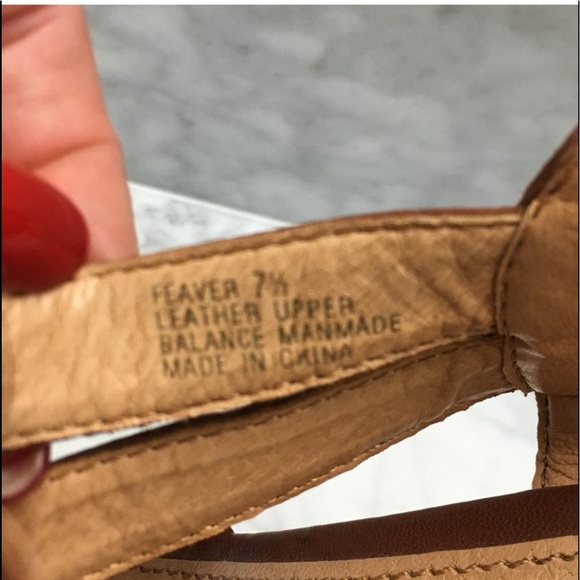 FEAVER 7½
LEATHER UPPER
BALANCE MANMADE
MADE IN CHINA